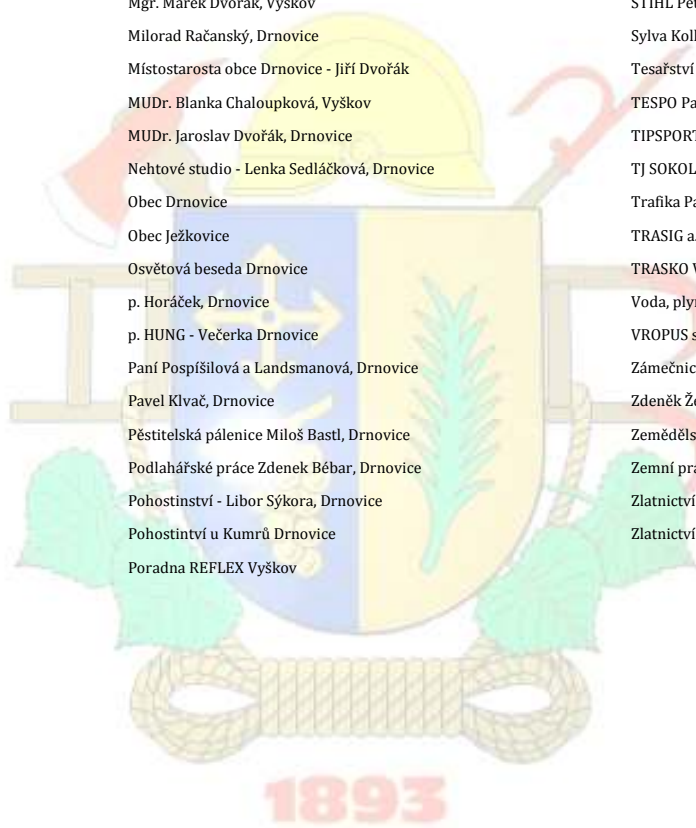 Mgr. Marek Dvořák, Vyškov
Milorad Račanský, Drnovice
Místostarosta obce Drnovice - Jiří Dvořák
MUDr. Blanka Chaloupková, Vyškov
MUDr. Jaroslav Dvořák, Drnovice
Nehtové studio - Lenka Sedláčková, Drnovice
Obec Drnovice
Obec Ježkovice
Osvětová beseda Drnovice
p. Horáček, Drnovice
p. HUNG - Večerka Drnovice
Paní Pospíšilová a Landsmanová, Drnovice
Pavel Klvač, Drnovice
Pěstitelská pálenice Miloš Bastl, Drnovice
Podlahářské práce Zdenek Bébar, Drnovice
Pohostinství - Libor Sýkora, Drnovice
Pohostintví u Kumrů Drnovice
Poradna REFLEX Vyškov
STIHL
Sylva
Tesařství
TESPO
TIPSPORT
TJ SOKOL
Trafika
TRASIG
TRASKO
Voda,
VROPUS
Zdeněk
Zemní
Zlatnictví
Zlatnictví
1893